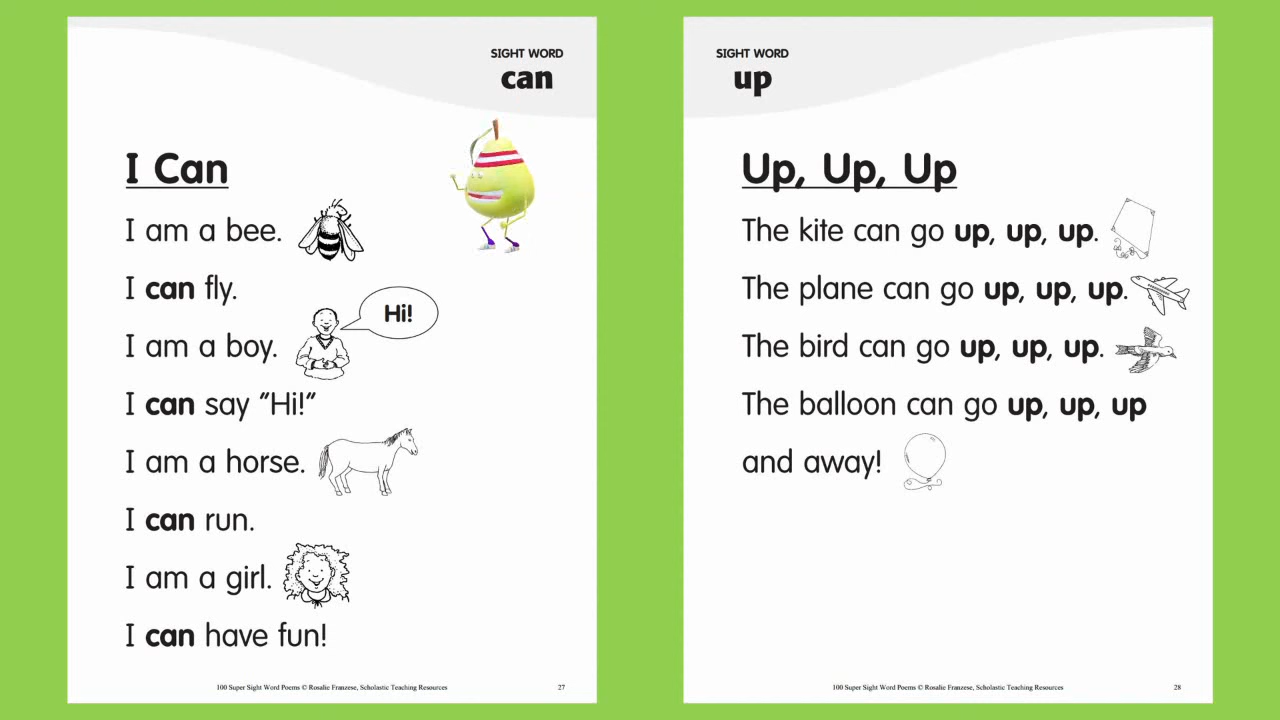 SIGHT WORD
can
I Can
I am a bee.
I can fly.
Hi!
I am a boy.
I can say “Hi!”
I am a horse.
I can run.
I am a girl.
I can have fun!
100 Super Sight Word Poems © Rosalie Franzese, Scholastic Teaching Resources
27
SIGHT WORD
up
Up, Up, Up
The kite can go up, up, up.
The plane can go up, up, up.
The bird can go up, up, up.
The balloon can go up, up, up
and away!
100 Super Sight Word Poems © Rosalie Franzese, Scholastic Teaching Resources
28